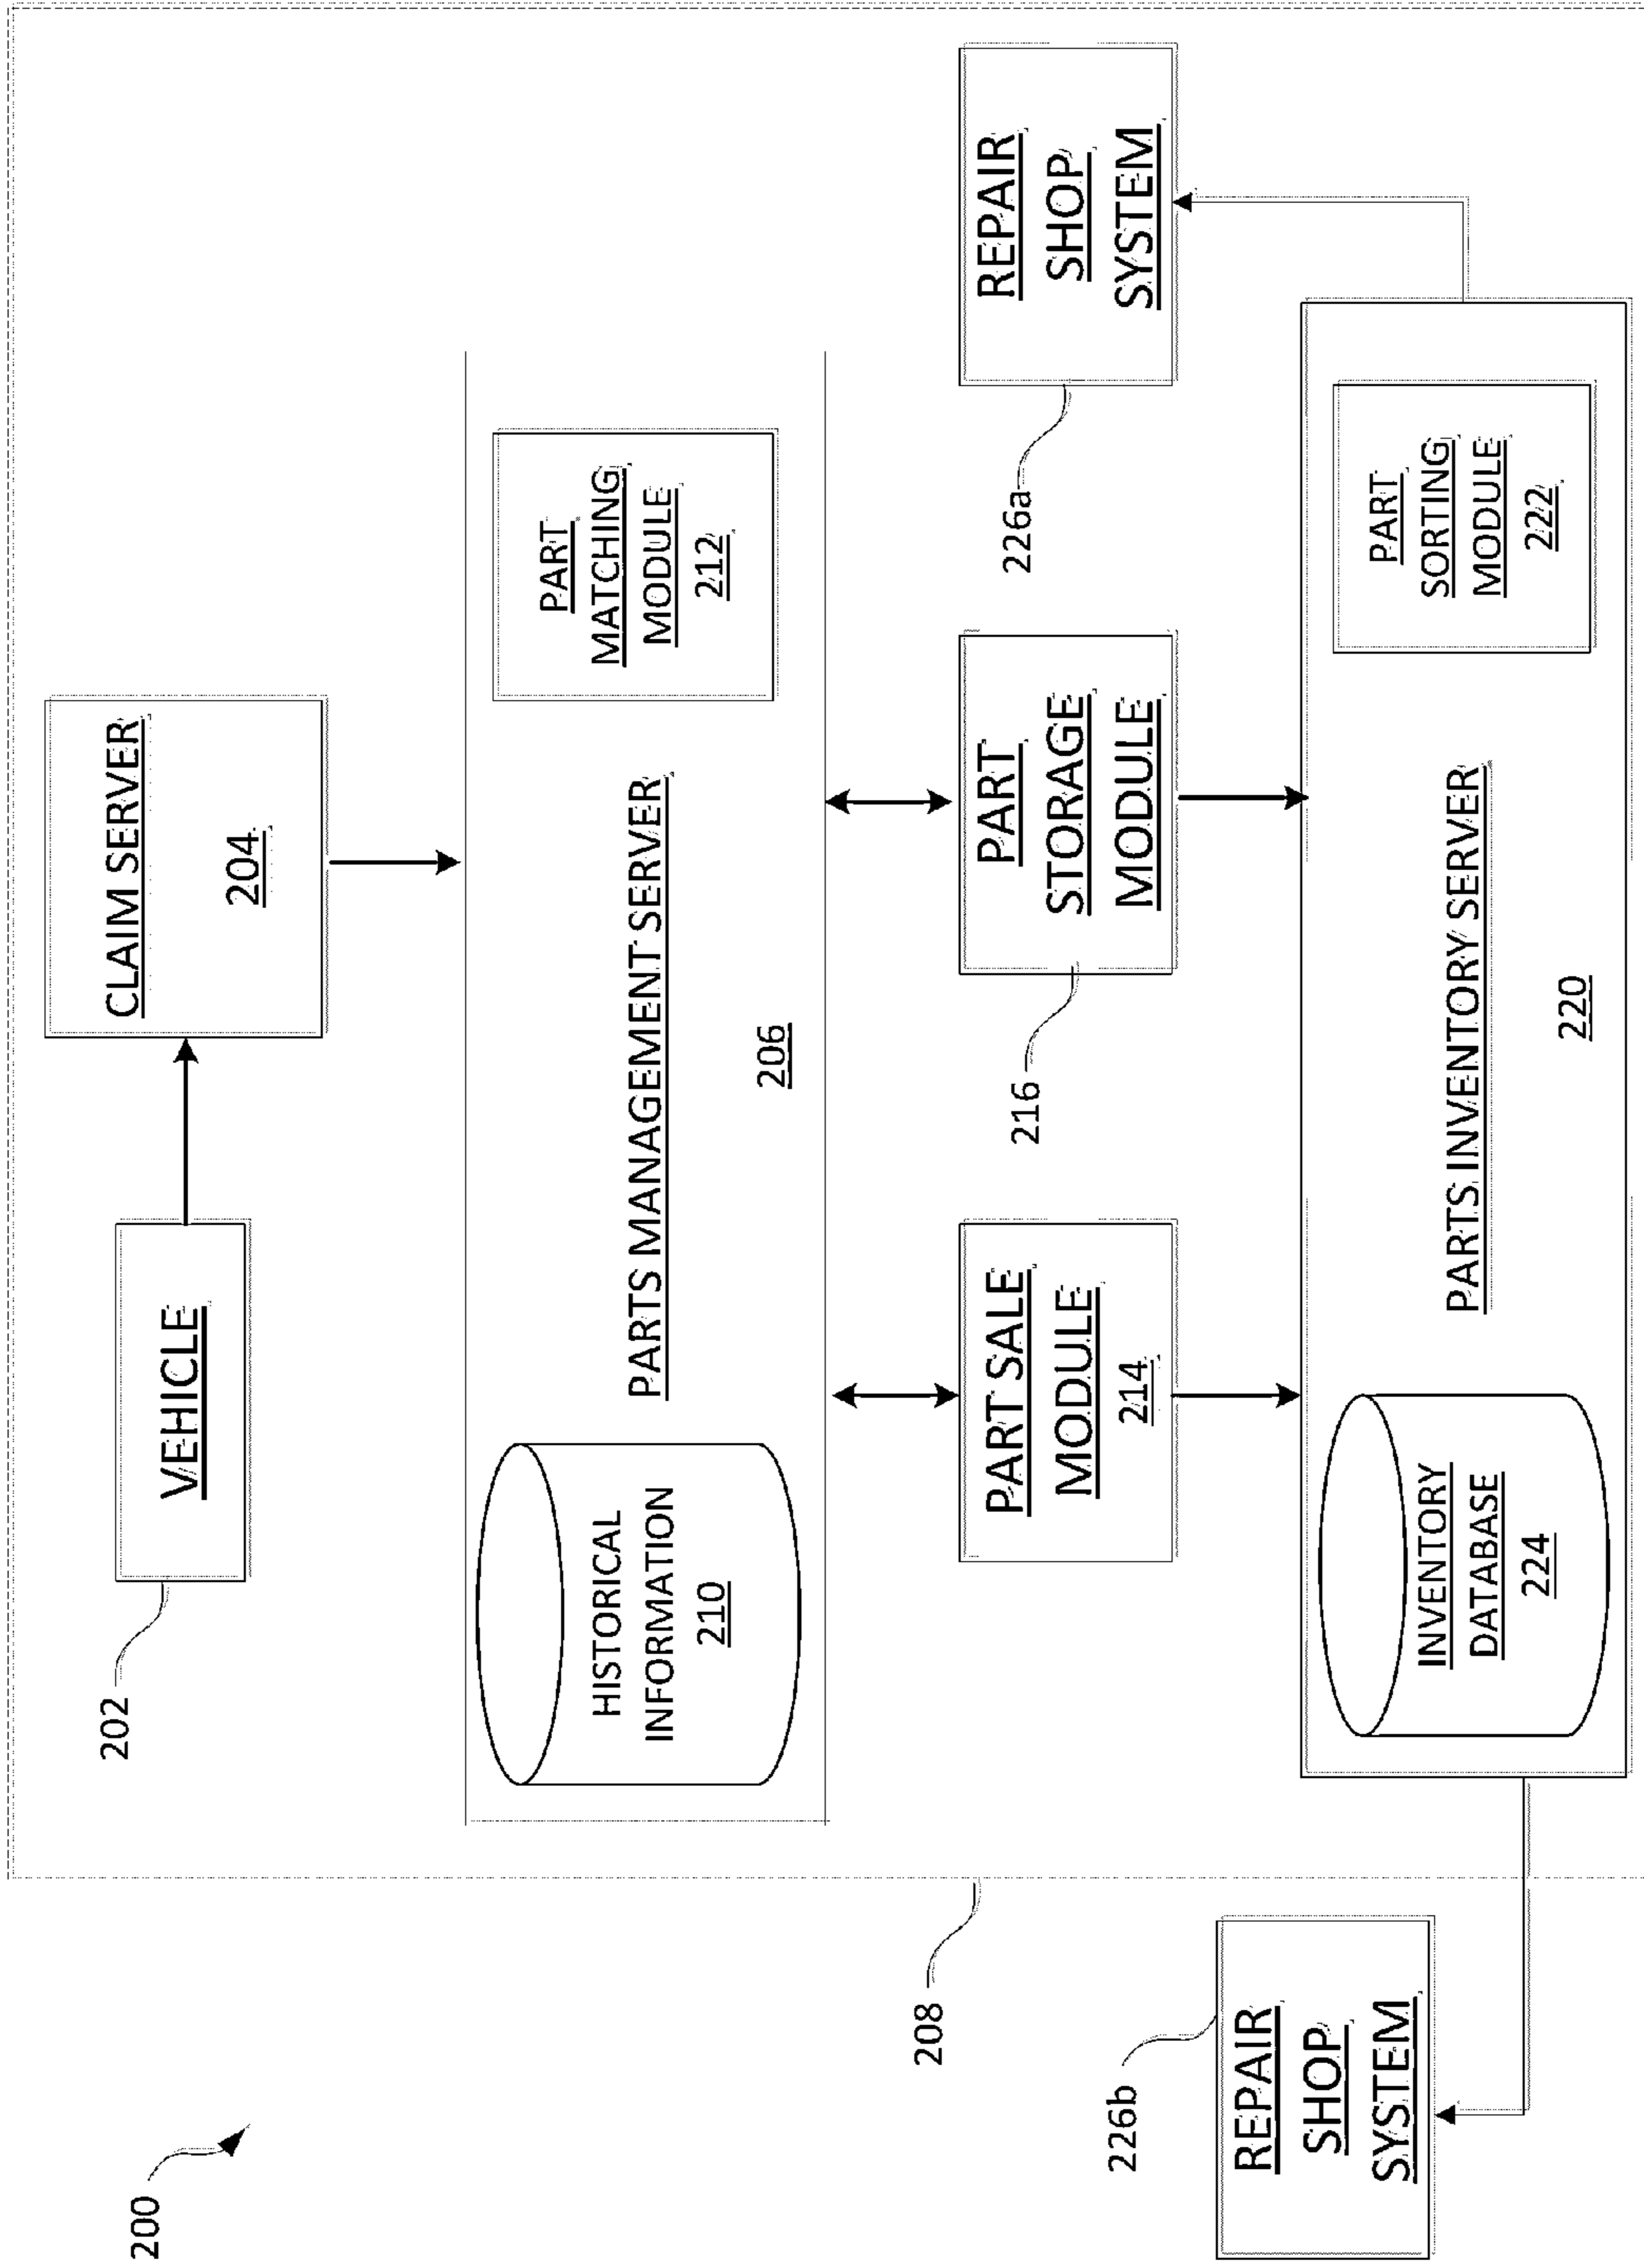 200
202
VEHICLE
CLAIM SERVER
204
HISTORICAL
INFORMATION
210
PARTS MANAGEMENT SERVER
206
PART
MATCHING
MODULE
212
208
PART SALE
MODULE
214
216
PART
STORAGE
MODULE
226a
REPAIR
SHOP
SYSTEM
226b
REPAIR
SHOP
SYSTEM
INVENTORY
DATABASE
224
PARTS INVENTORY SERVER
220
PART
SORTING
MODULE
222